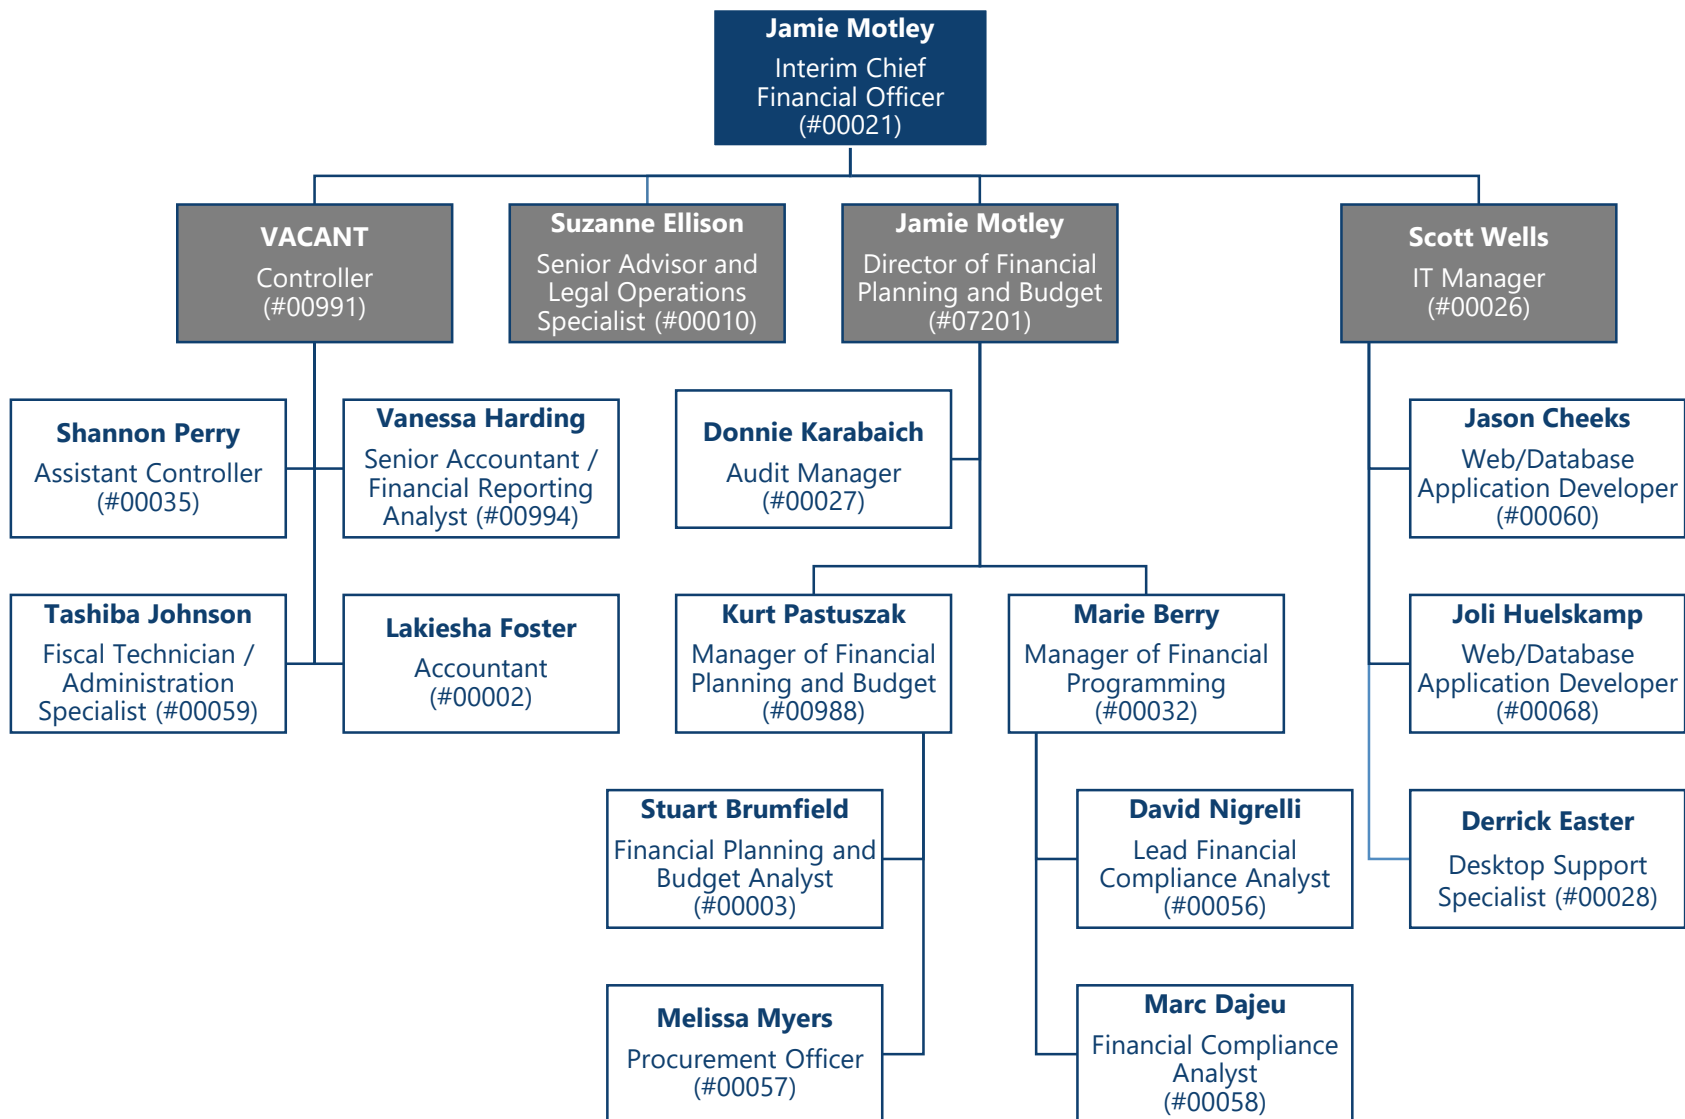 Jamie Motley
Interim Chief
Financial Officer
(#00021)
VACANT
Controller
(#00991)
Suzanne Ellison
Senior Advisor and
Legal Operations
Specialist (#00010)
Jamie Motley
Director of Financial
Planning and Budget
(#07201)
Scott Wells
IT Manager
(#00026)
Shannon Perry
Assistant Controller
(#00035)
Vanessa Harding
Senior Accountant /
Financial Reporting
Analyst (#00994)
Donnie Karabaich
Audit Manager
(#00027)
Jason Cheeks
Web/Database
Application Developer
(#00060)
Tashiba Johnson
Fiscal Technician /
Administration
Specialist (#00059)
Lakiesha Foster
Accountant
(#00002)
Kurt Pastuszak
Manager of Financial
Planning and Budget
(#00988)
Marie Berry
Manager of Financial
Programming
(#00032)
Joli Huelskamp
Web/Database
Application Developer
(#00068)
Stuart Brumfield
Financial Planning and
Budget Analyst
(#00003)
David Nigrelli
Lead Financial
Compliance Analyst
(#00056)
Derrick Easter
Desktop Support
Specialist (#00028)
Melissa Myers
Procurement Officer
(#00057)
Marc Dajeu
Financial Compliance
Analyst
(#00058)